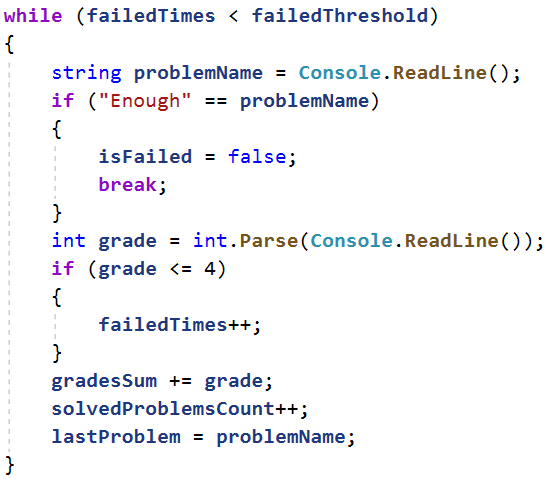 while (failedTimes < failedThreshold)
{
    string problemName = Console.ReadLine();
    if ("Enough" == problemName)
    {
        isFailed = false;
        break;
    }
    int grade = int.Parse(Console.ReadLine());
    if (grade <= 4)
    {
        failedTimes++;
    }
    gradesSum += grade;
    solvedProblemsCount++;
    lastProblem = problemName;
}